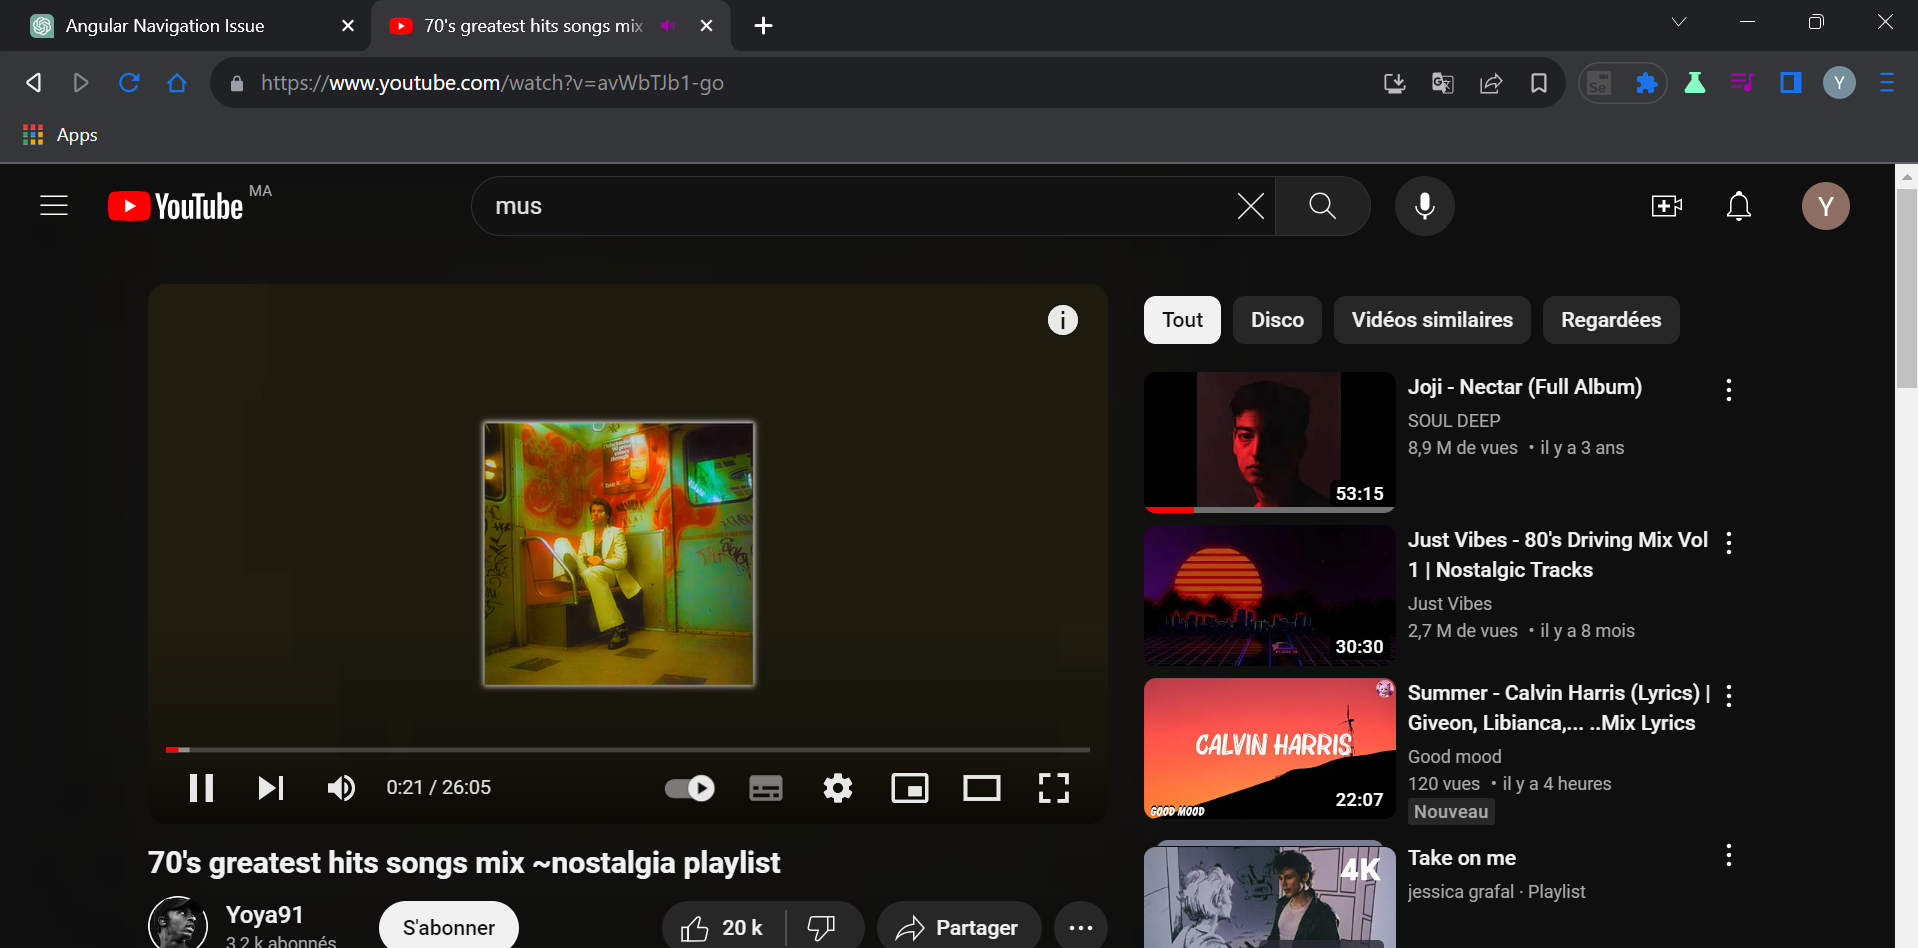 Angular Navigation Issue
70's greatest hits songs mix
https://www.youtube.com/watch?v=avWbTJb1-go
Se
Y
Apps
YouTube MA
mus
Y
Tout
Disco
Vidéos similaires
Regardées
53:15
Joji - Nectar (Full Album)
SOUL DEEP
8,9 M de vues • il y a 3 ans
30:30
Just Vibes - 80's Driving Mix Vol
1 | Nostalgic Tracks
Just Vibes
2,7 M de vues • il y a 8 mois
CALVIN HARRIS
GOOD MOOD
22:07
Summer - Calvin Harris (Lyrics) |
Giveon, Libianca,... ..Mix Lyrics
Good mood
120 vues • il y a 4 heures
Nouveau
4K
Take on me
jessica grafal · Playlist
0:21 / 26:05
70's greatest hits songs mix ~nostalgia playlist
Yoya91
3,2 k abonnés
S'abonner
20 k
Partager